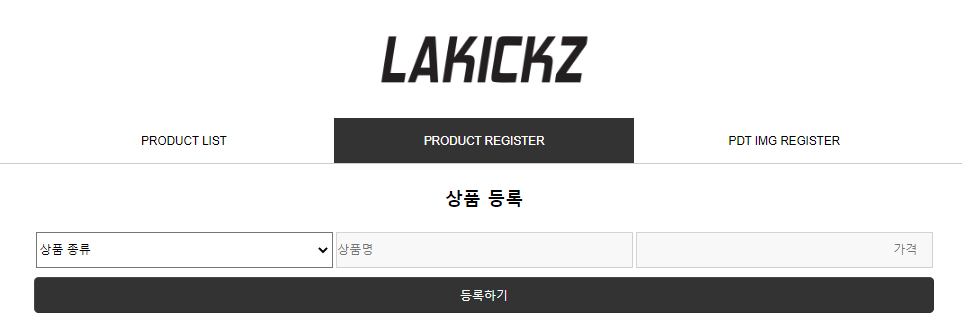 LAKICKZ
PRODUCT LIST PRODUCT REGISTER PDT IMG REGISTER
상품 등록
상품 종류 상품명 가격
등록하기